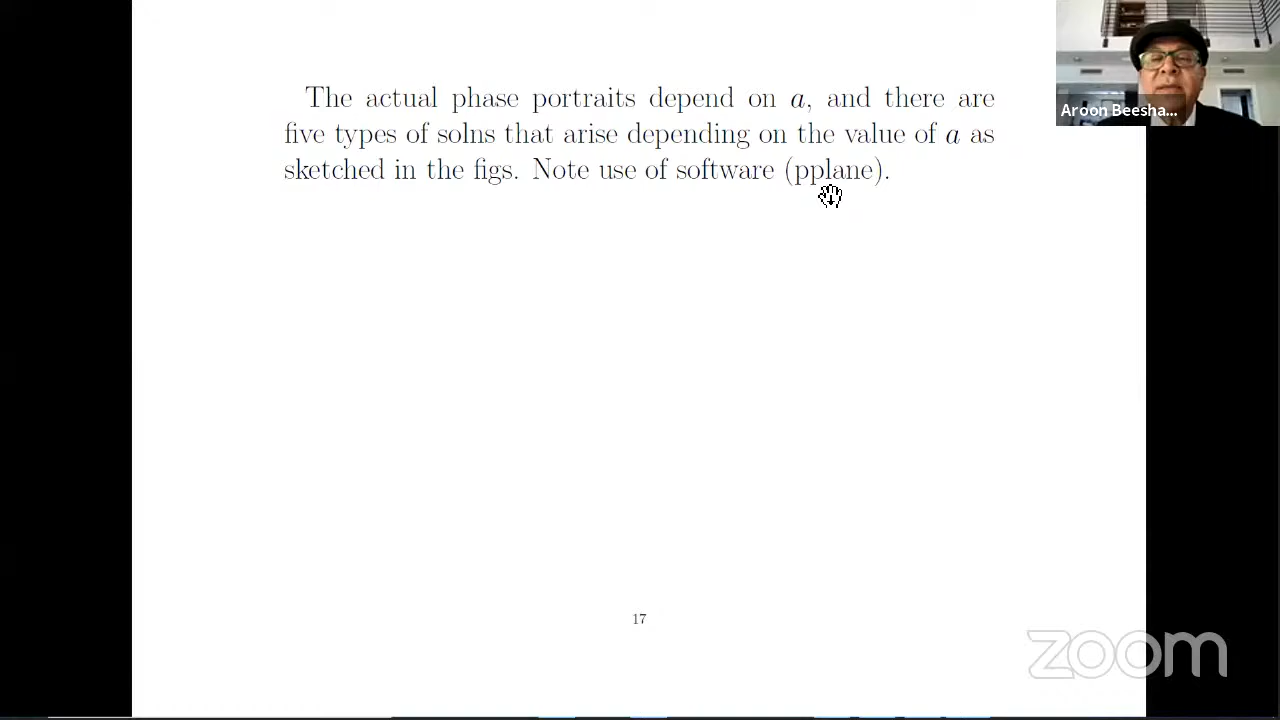 The actual phase portraits depend on a, and there are
five types of solns that arise depending on the value of a as
sketched in the figs. Note use of software (pplane).
17
Aroon Beesha...
zoom